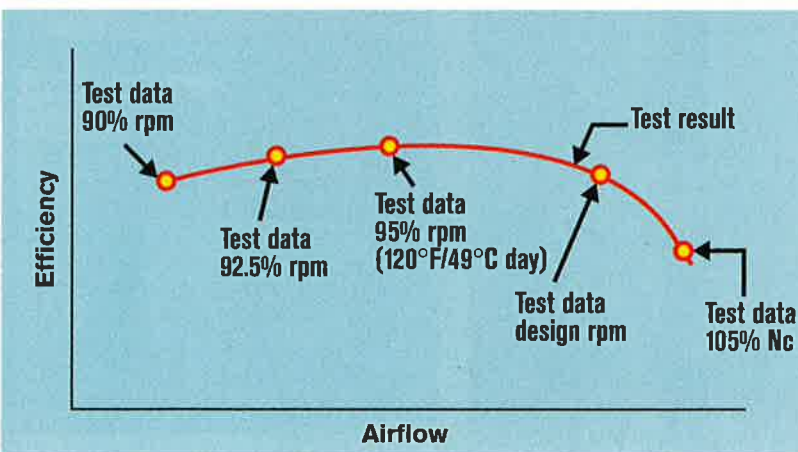 Test data
90% rpm
Test result
Test data
92.5% rpm
Test data
95% rpm
(120°F/49°C day)
Test data
design rpm
Test data
105% Nc
Efficiency
Airflow